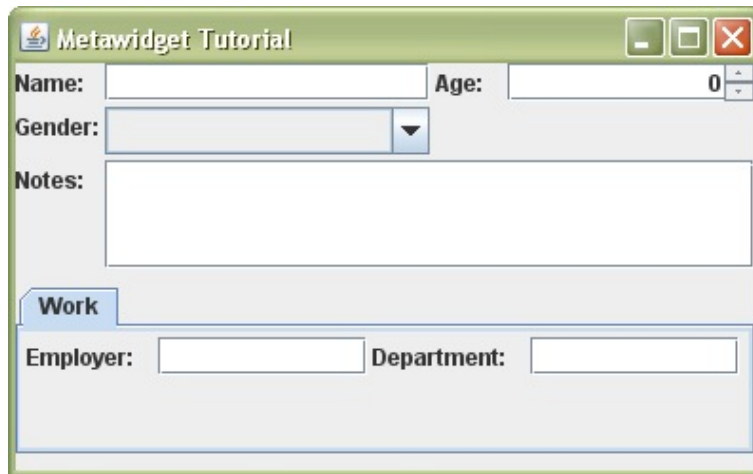 Metawidget Tutorial
Name: Age: 0
Gender:
Notes:
Work
Employer: Department: